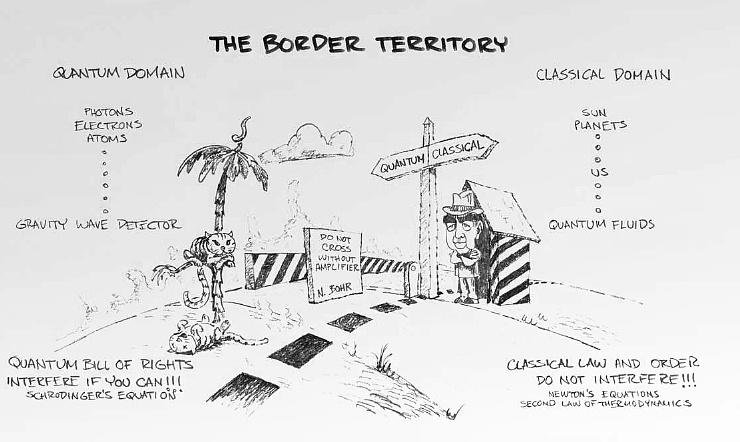 THE BORDER TERRITORY
QUANTUM DOMAIN
PHOTONS
ELECTRONS
ATOMS
GRAVITY WAVE DETECTOR
CLASSICAL DOMAIN
SUN
PLANETS
US
QUANTUM FLUIDS
QUANTUM CLASSICAL
DO NOT
CROSS
WITHOUT
AMPLIFIER
N. BOHR
QUANTUM BILL OF RIGHTS
INTERFERE IF YOU CAN!!!
SCHRODINGER'S EQUATION
CLASSICAL LAW AND ORDER
DO NOT INTERFERE!!!
NEWTON'S EQUATIONS
SECOND LAW OF THERMODYNAMICS